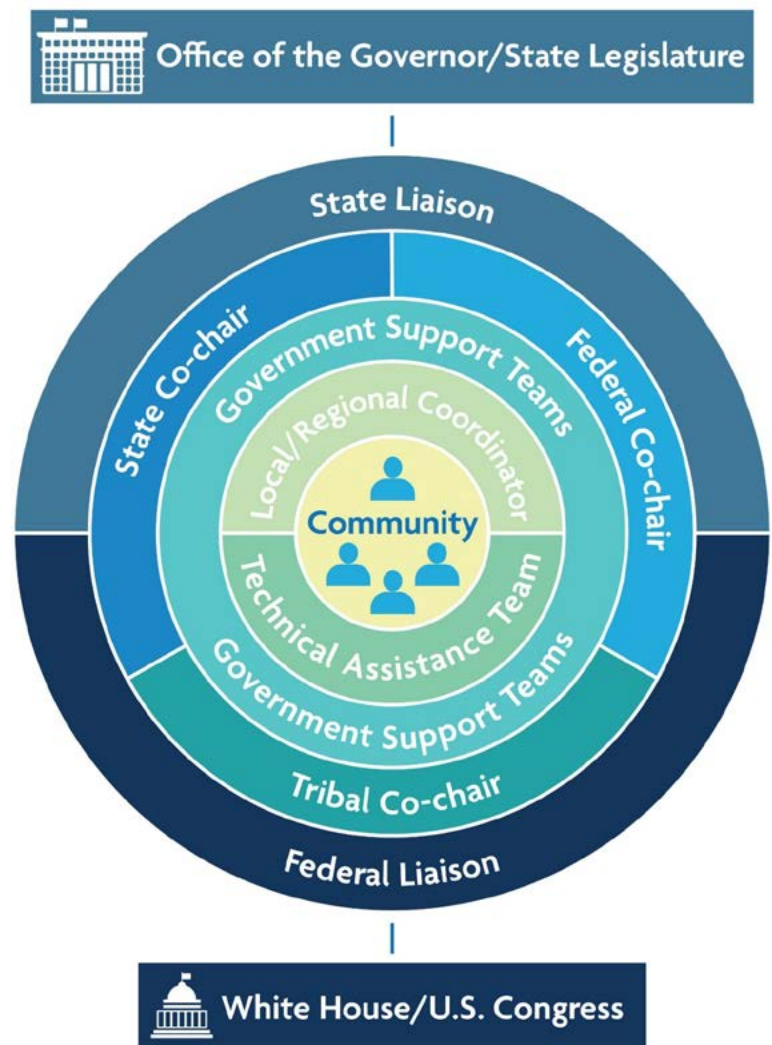 Office of the Governor/State Legislature
State Liaison
State Co-chair
Federal Co-chair
Government Support Teams
Local/Regional Coordinator
Community
Technical Assistance Team
Government Support Teams
Tribal Co-chair
Federal Liaison
White House/U.S. Congress